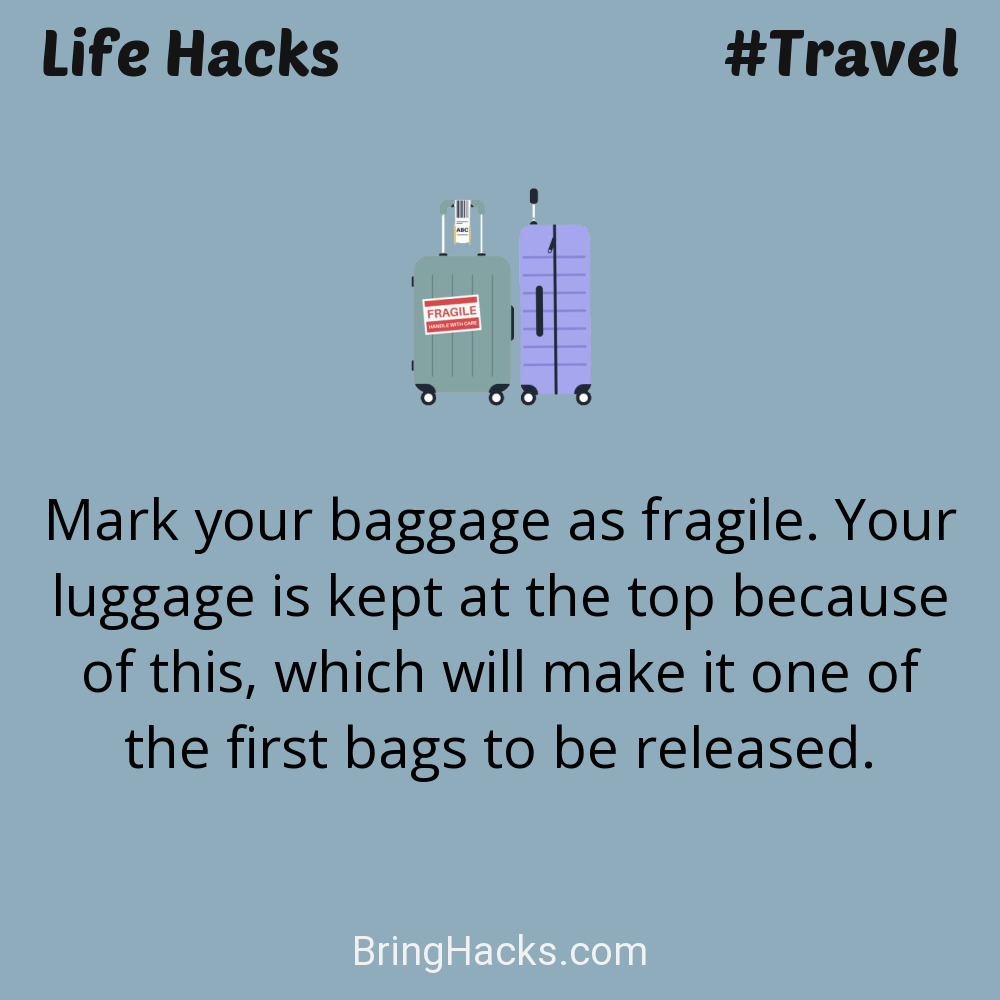 Life Hacks #Travel
ABC
FRAGILE
HANDLE WITH CARE
Mark your baggage as fragile. Your
luggage is kept at the top because
of this, which will make it one of
the first bags to be released.
BringHacks.com